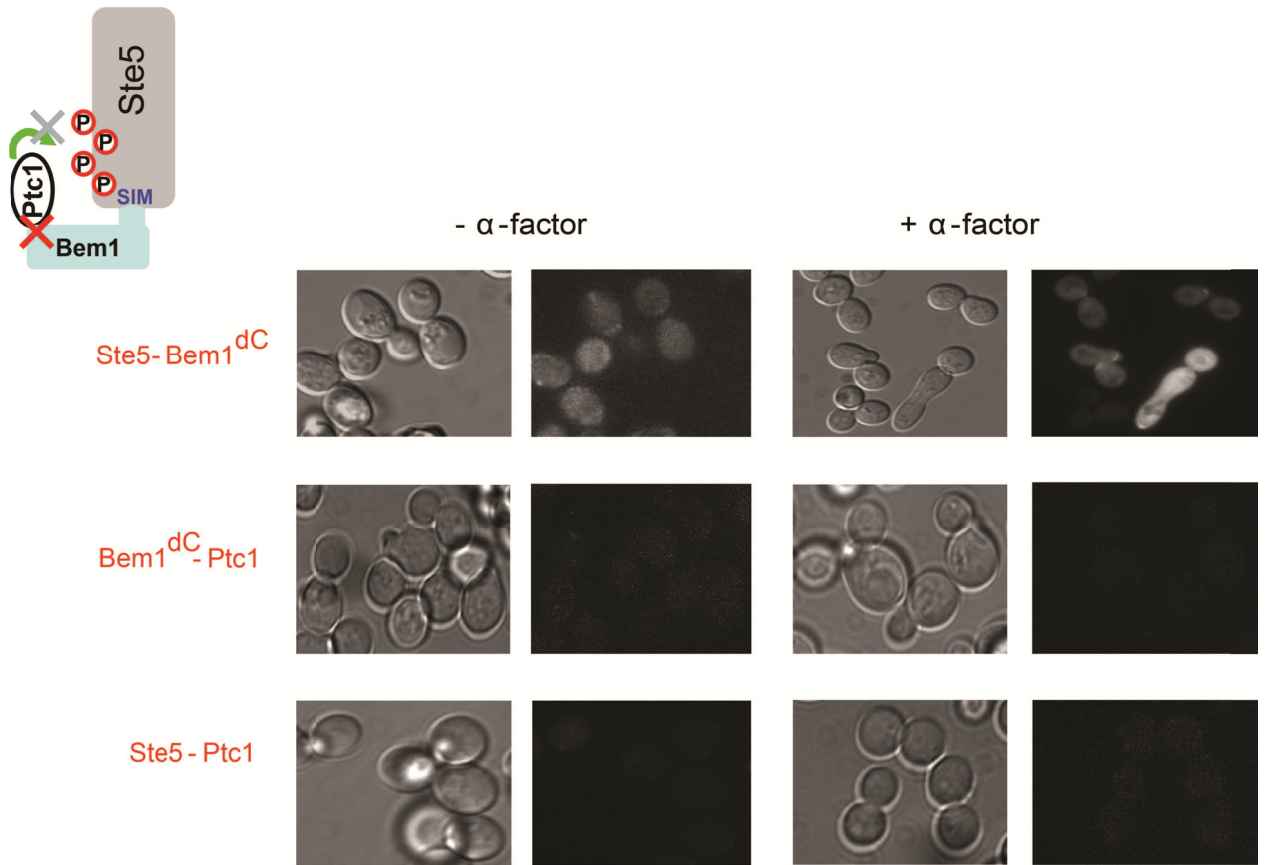 Ste5
P
P
P
P
SIM
Ptc1
Bem1
- α-factor
+ α-factor
Ste5- Bem1dC
Bem1dC- Ptc1
Ste5 - Ptc1